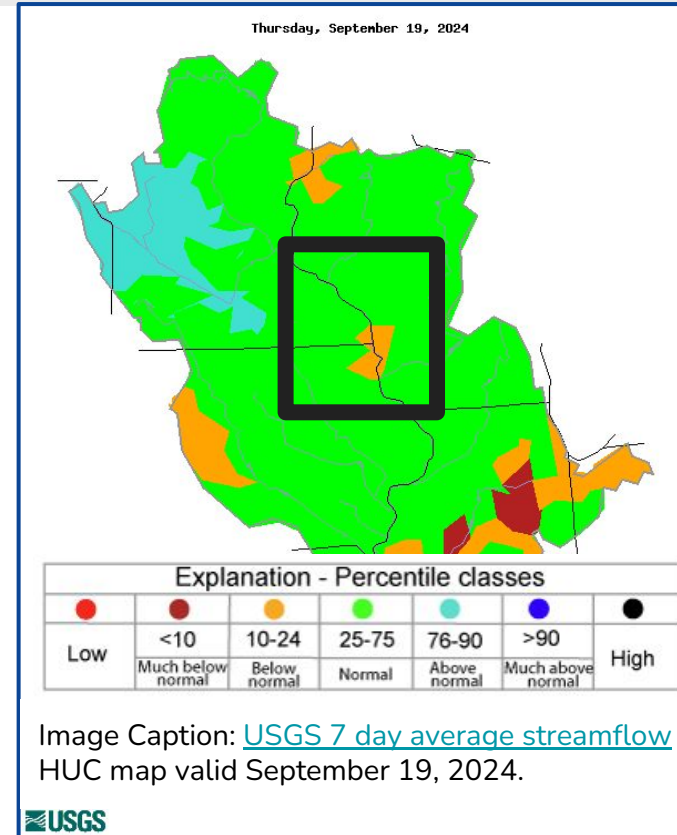 Thursday, September 19, 2024
Explanation - Percentile classes
Low <10 10-24 25-75 76-90 >90 High
Much below normal Below normal Normal Above normal Much above normal
Image Caption: USGS 7 day average streamflow
HUC map valid September 19, 2024.
USGS